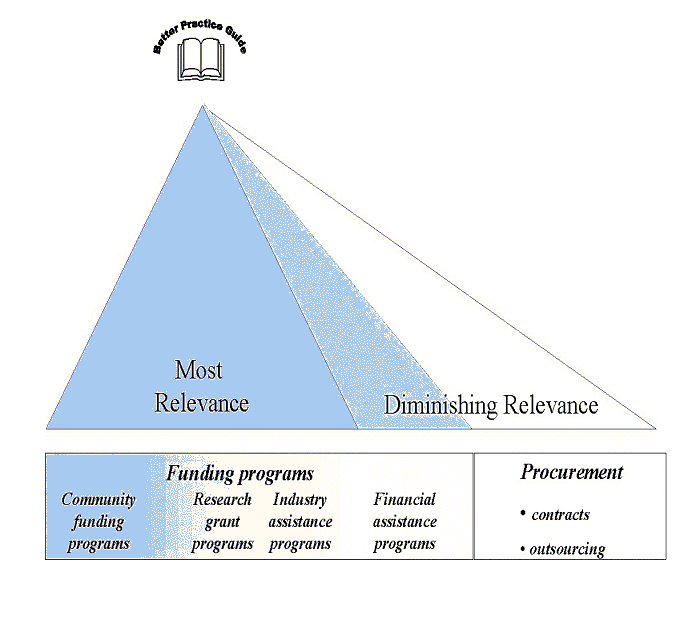 Better Practice Guide
Most
Relevance
Diminishing Relevance
Funding programs
Community
funding
programs
Research
grant
programs
Industry
assistance
programs
Financial
assistance
programs
Procurement
• contracts
• outsourcing